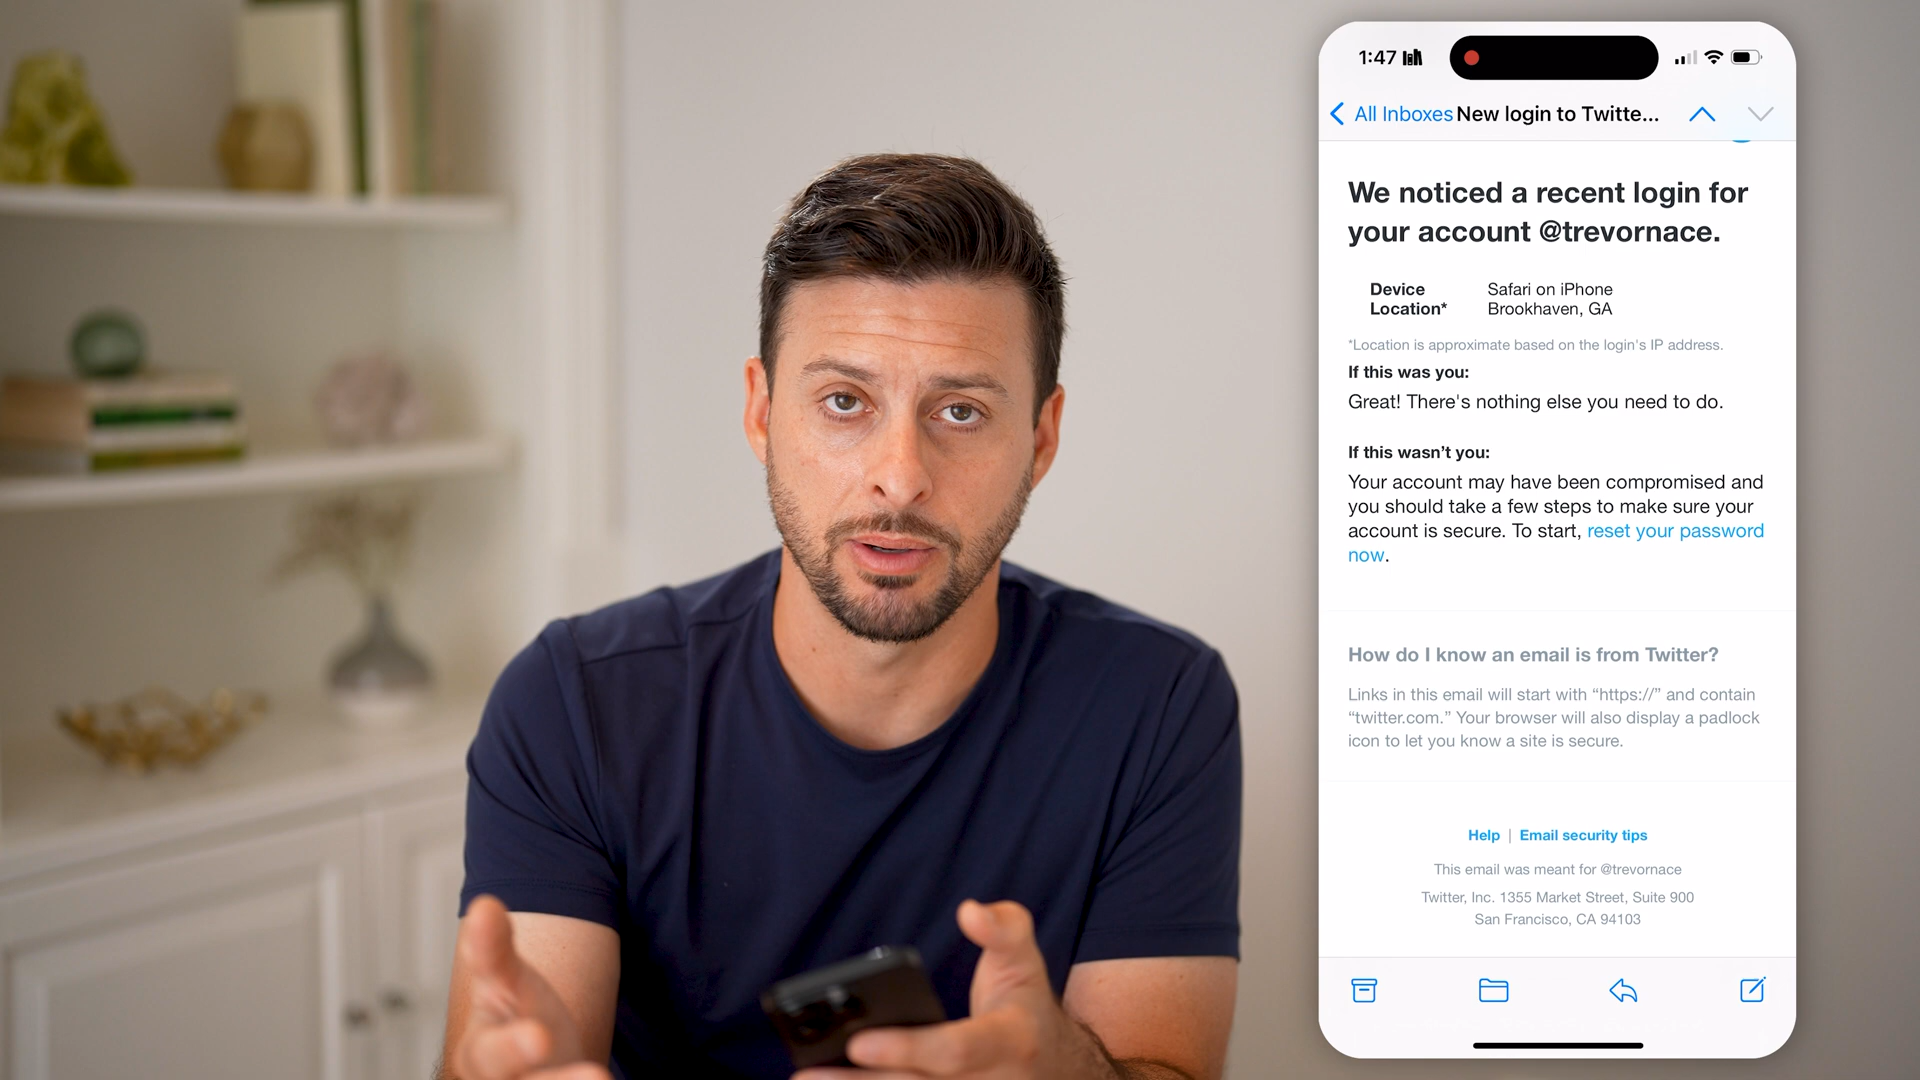 1:47
All Inboxes New login to Twitte...
We noticed a recent login for
your account @trevornace.
Device Safari on iPhone
Location* Brookhaven, GA
*Location is approximate based on the login's IP address.
If this was you:
Great! There's nothing else you need to do.
If this wasn’t you:
Your account may have been compromised and
you should take a few steps to make sure your
account is secure. To start, reset your password
now.
How do I know an email is from Twitter?
Links in this email will start with “https://” and contain
“twitter.com.” Your browser will also display a padlock
icon to let you know a site is secure.
Help | Email security tips
This email was meant for @trevornace
Twitter, Inc. 1355 Market Street, Suite 900
San Francisco, CA 94103